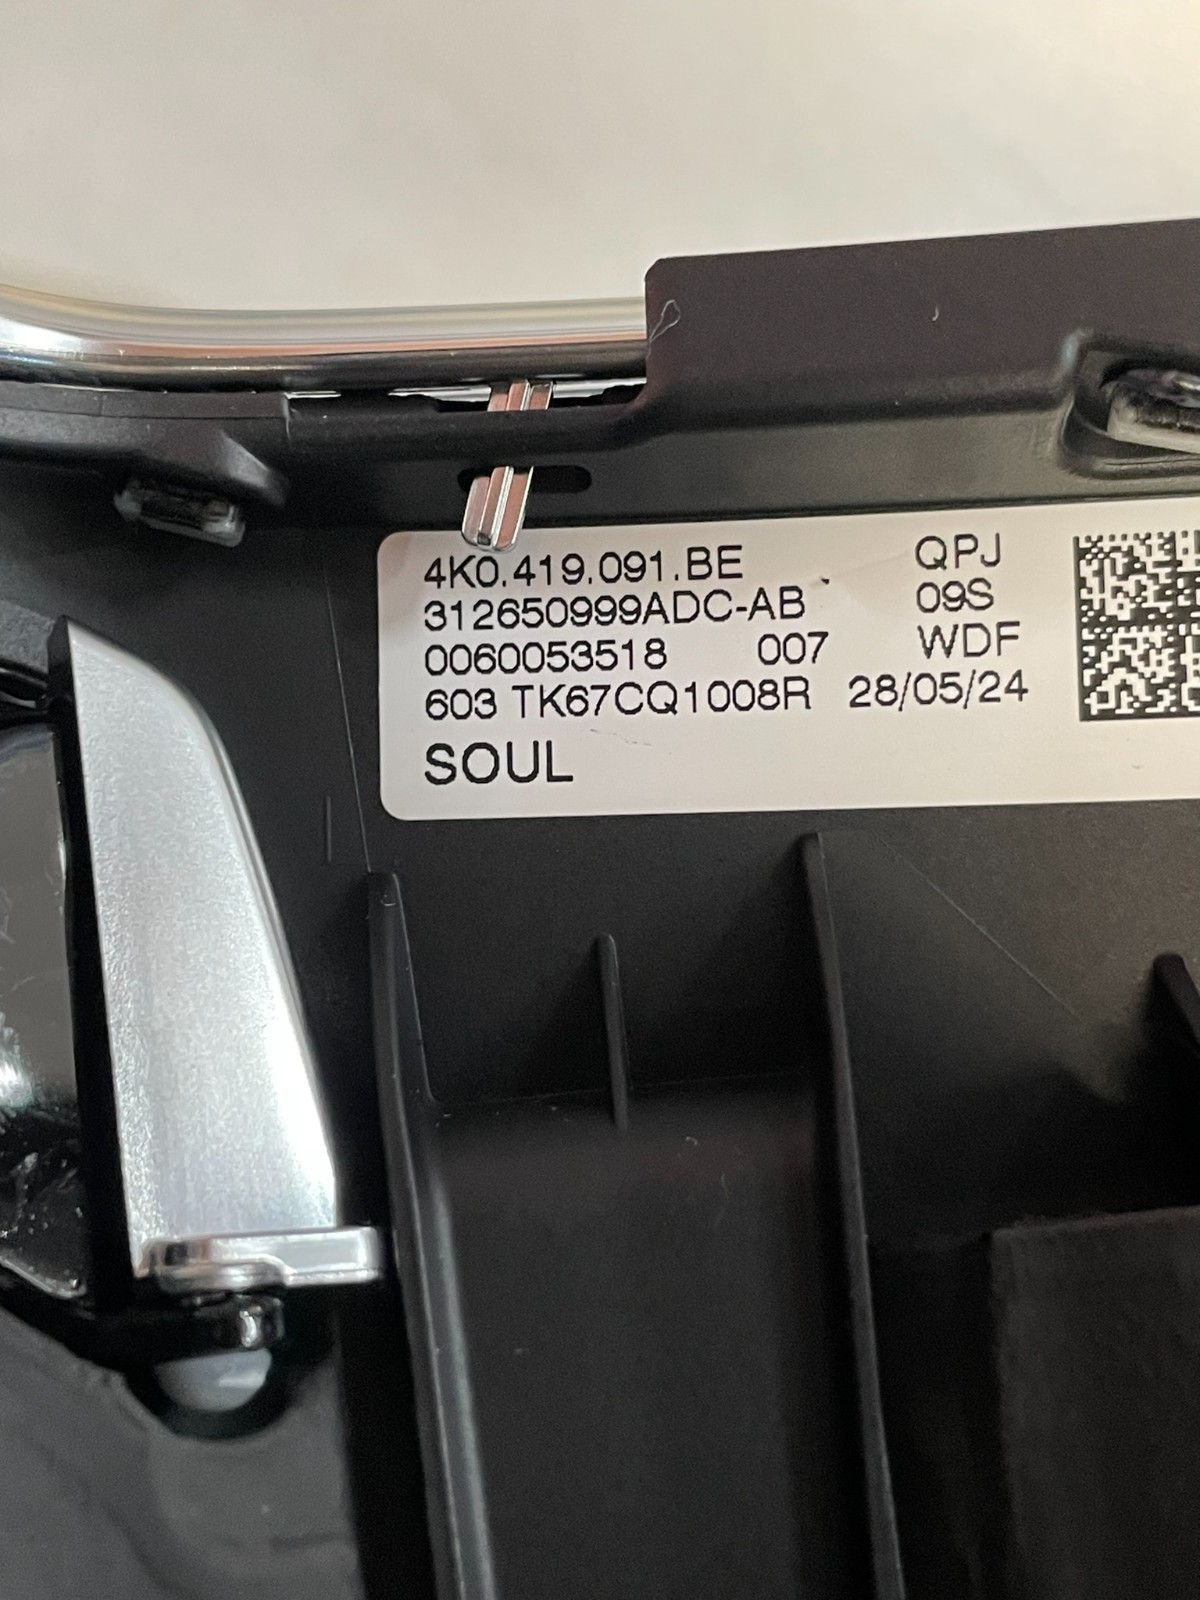 4K0.419.091.BE QPJ
312650999ADC-AB 09S
0060053518 007 WDF
603 TK67CQ1008R 28/05/24
SOUL